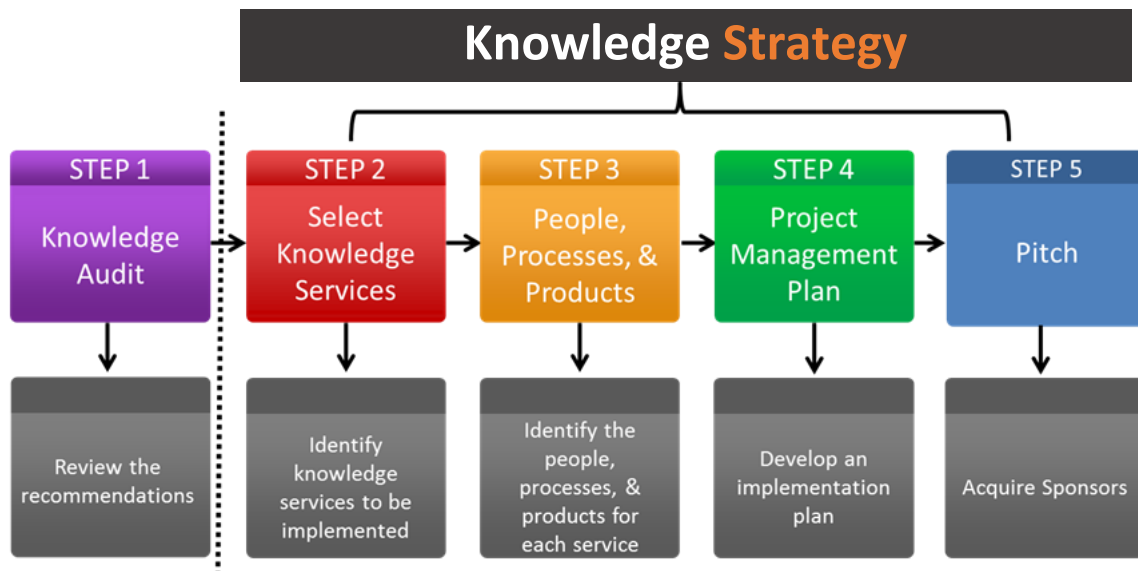 Knowledge Strategy
STEP 1
Knowledge
Audit
STEP 2
Select
Knowledge
Services
STEP 3
People,
Processes, &
Products
STEP 4
Project
Management
Plan
STEP 5
Pitch
Review the
recommendations
Identify
knowledge
services to be
implemented
Identify the
people,
processes, &
products for
each service
Develop an
implementation
plan
Acquire Sponsors